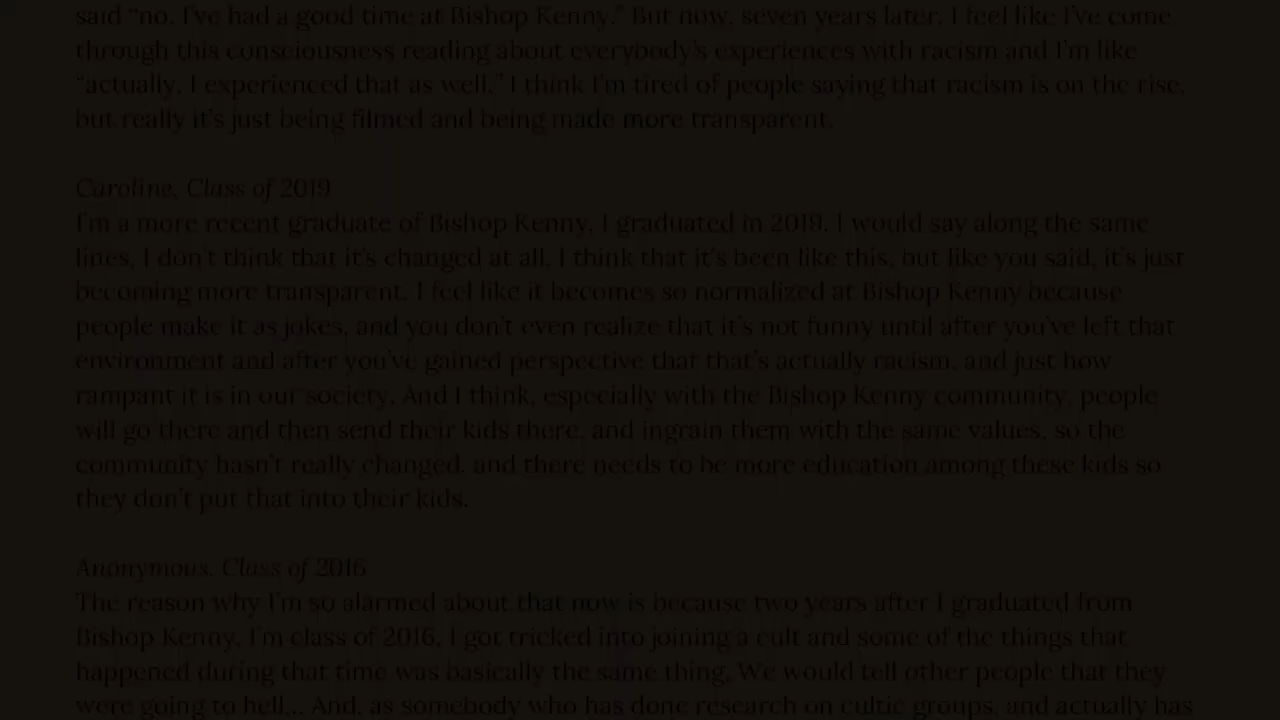 said “no, I’ve had a good time at Bishop Kenny.” But now, seven years later, I feel like I’ve come
through this consciousness reading about everybody’s experiences with racism and I’m like
“actually, I experienced that as well.” I think I’m tired of people saying that racism is on the rise,
but really it’s just being filmed and being made more transparent.
Caroline, Class of 2019
I’m a more recent graduate of Bishop Kenny, I graduated in 2019. I would say along the same
lines, I don’t think that it’s changed at all. I think that it’s been like this, but like you said, it’s just
becoming more transparent. I feel like it becomes so normalized at Bishop Kenny because
people make it as jokes, and you don’t even realize that it’s not funny until after you’ve left that
environment and after you’ve gained perspective that that’s actually racism, and just how
rampant it is in our society. And I think, especially with the Bishop Kenny community, people
will go there and then send their kids there, and ingrain them with the same values, so the
community hasn’t really changed, and there needs to be more education among these kids so
they don’t put that into their kids.
Anonymous, Class of 2016
The reason why I’m so alarmed about that now is because two years after I graduated from
Bishop Kenny, I’m class of 2016, I got tricked into joining a cult and some of the things that
happened during that time was basically the same thing. We would tell other people that they
were going to hell... And, as somebody who has done research on cultic groups, and actually has